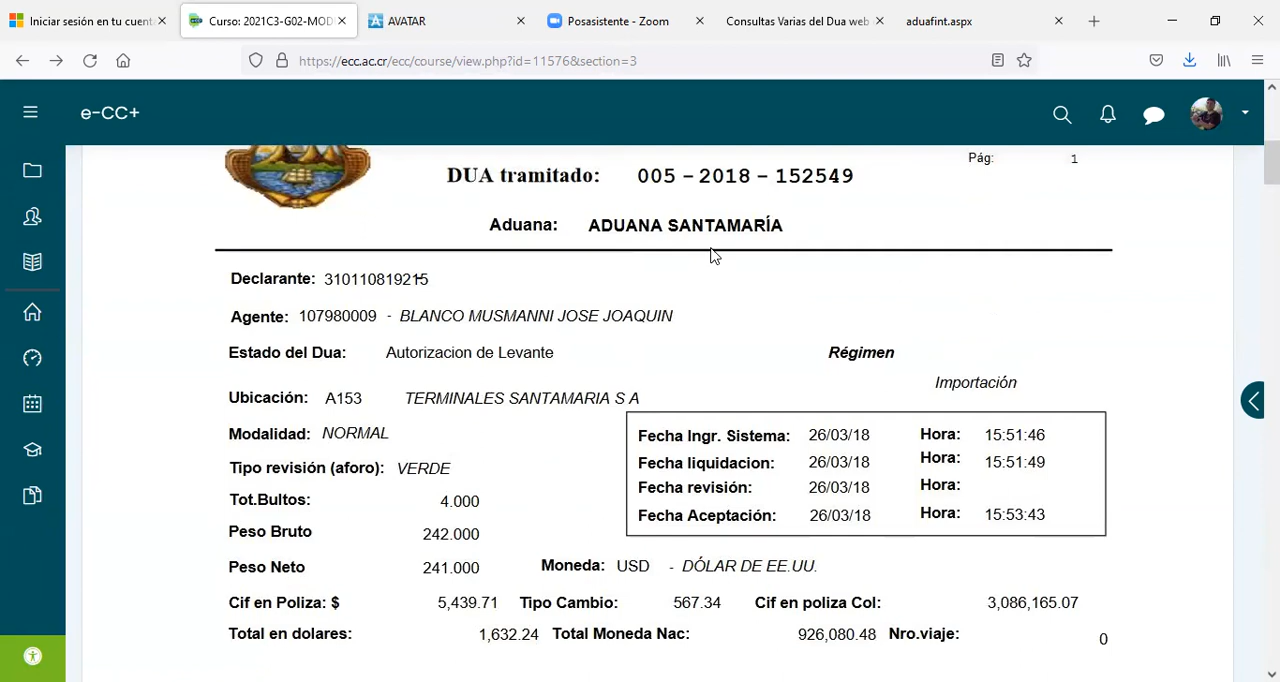 Iniciar sesión en tu cuenta
Curso: 2021C3-G02-MOD
AVATAR
Posasistente - Zoom
Consultas Varias del Dua web
aduafint.aspx
https://ecc.ac.cr/ecc/course/view.php?id=11576&section=3
e-CC+
Pág: 1
DUA tramitado: 005 - 2018 - 152549
Aduana: ADUANA SANTAMARÍA
Declarante: 310110819215
Agente: 107980009 - BLANCO MUSMANNI JOSE JOAQUIN
Estado del Dua: Autorizacion de Levante
Régimen
Importación
Ubicación: A153 TERMINALES SANTAMARIA S A
Modalidad: NORMAL
Fecha Ingr. Sistema: 26/03/18 Hora: 15:51:46
Fecha liquidacion: 26/03/18 Hora: 15:51:49
Tipo revisión (aforo): VERDE
Fecha revisión: 26/03/18 Hora:
Tot.Bultos: 4.000
Fecha Aceptación: 26/03/18 Hora: 15:53:43
Peso Bruto 242.000
Peso Neto 241.000 Moneda: USD - DÓLAR DE EE.UU.
Cif en Poliza: $ 5,439.71 Tipo Cambio: 567.34 Cif en poliza Col: 3,086,165.07
Total en dolares: 1,632.24 Total Moneda Nac: 926,080.48 Nro.viaje: 0